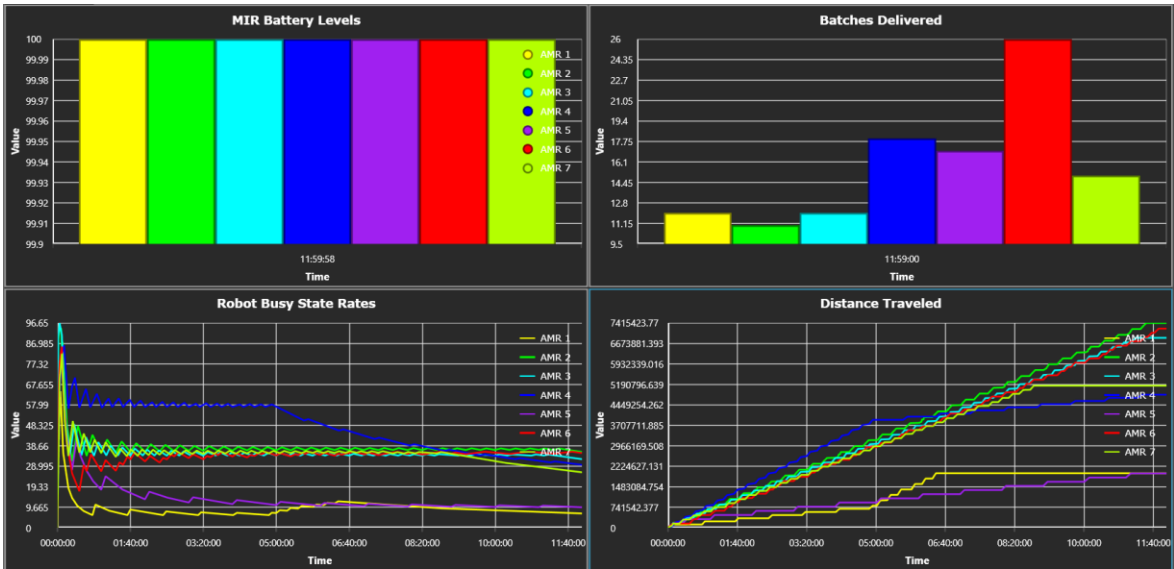 MIR Battery Levels
100
99.99
99.98
99.97
99.96
99.95
99.94
99.93
99.92
99.91
99.9
Value
AMR 1
AMR 2
AMR 3
AMR 4
AMR 5
AMR 6
AMR 7
11:59:58
Time
Batches Delivered
26
24.35
22.7
21.05
19.4
17.75
16.1
14.45
12.8
11.15
9.5
Value
11:59:00
Time
Robot Busy State Rates
96.65
86.985
77.32
67.655
57.99
48.325
38.66
28.995
19.33
9.665
0
Value
AMR 1
AMR 2
AMR 3
AMR 4
AMR 5
AMR 6
AMR 7
00:00:00 01:40:00 03:20:00 05:00:00 06:40:00 08:20:00 10:00:00 11:40:00
Time
Distance Traveled
7415423.77
6673881.393
5932339.016
5190796.639
4449254.262
3707711.885
2966169.508
2224627.131
1483084.754
741542.377
0
Value
AMR 1
AMR 2
AMR 3
AMR 4
AMR 5
AMR 6
AMR 7
00:00:00 01:40:00 03:20:00 05:00:00 06:40:00 08:20:00 10:00:00 11:40:00
Time